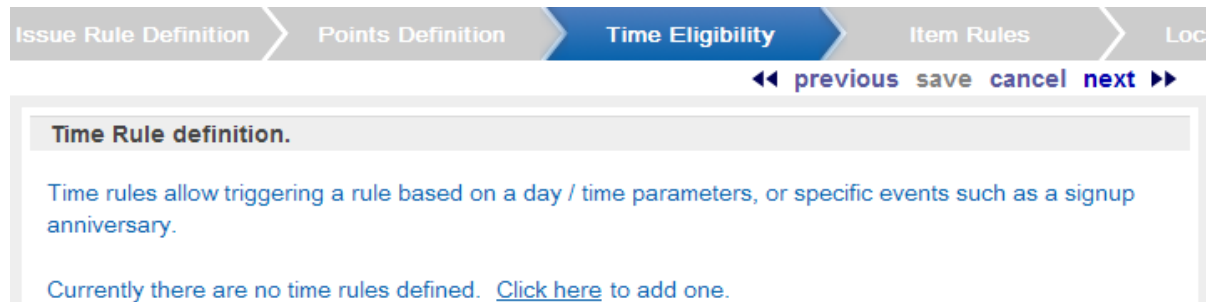 Issue Rule Definition Points Definition Time Eligibility Item Rules Loc
previous save cancel next
Time Rule definition.
Time rules allow triggering a rule based on a day / time parameters, or specific events such as a signup
anniversary.
Currently there are no time rules defined. Click here to add one.